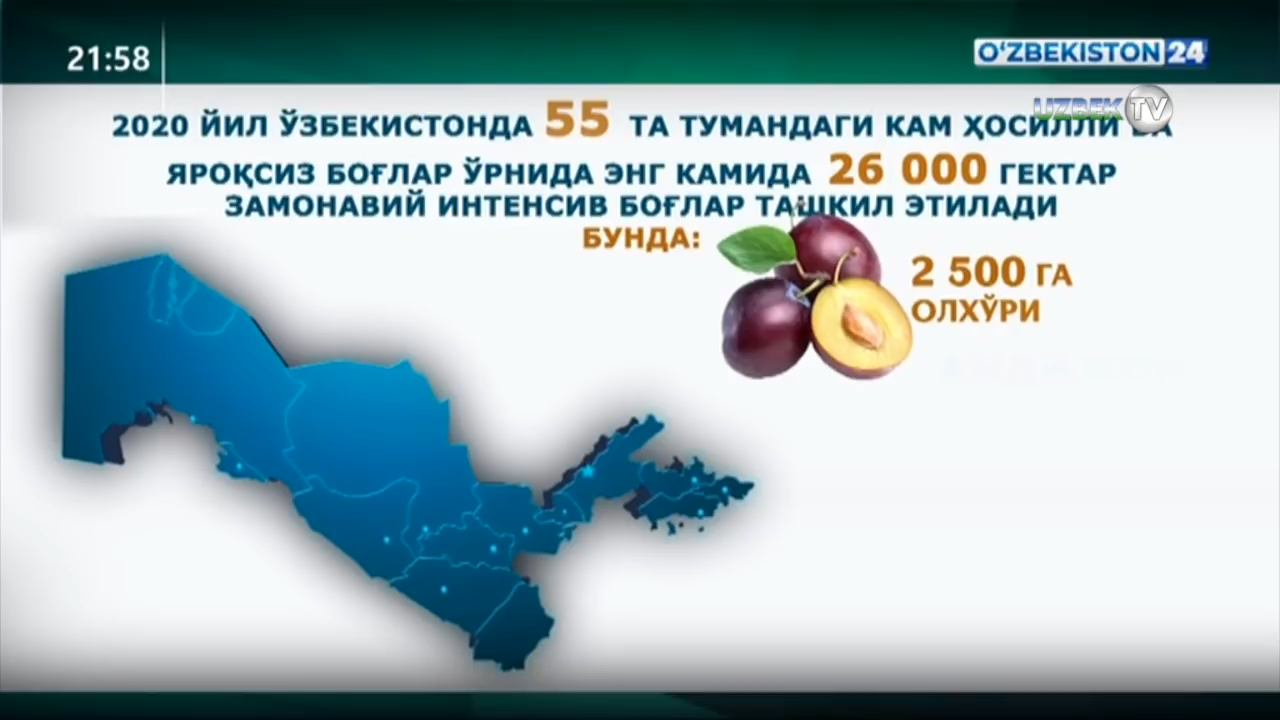 21:58
O‘ZBEKISTON 24
UZBEK TV
2020 ЙИЛ ЎЗБЕКИСТОНДА 55 ТА ТУМАНДАГИ КАМ ҲОСИЛЛИ ВА
ЯРОҚСИЗ БОҒЛАР ЎРНИДА ЭНГ КАМИДА 26 000 ГЕКТАР
ЗАМОНАВИЙ ИНТЕНСИВ БОҒЛАР ТАШКИЛ ЭТИЛАДИ
БУНДА:
2 500 ГА
ОЛХЎРИ